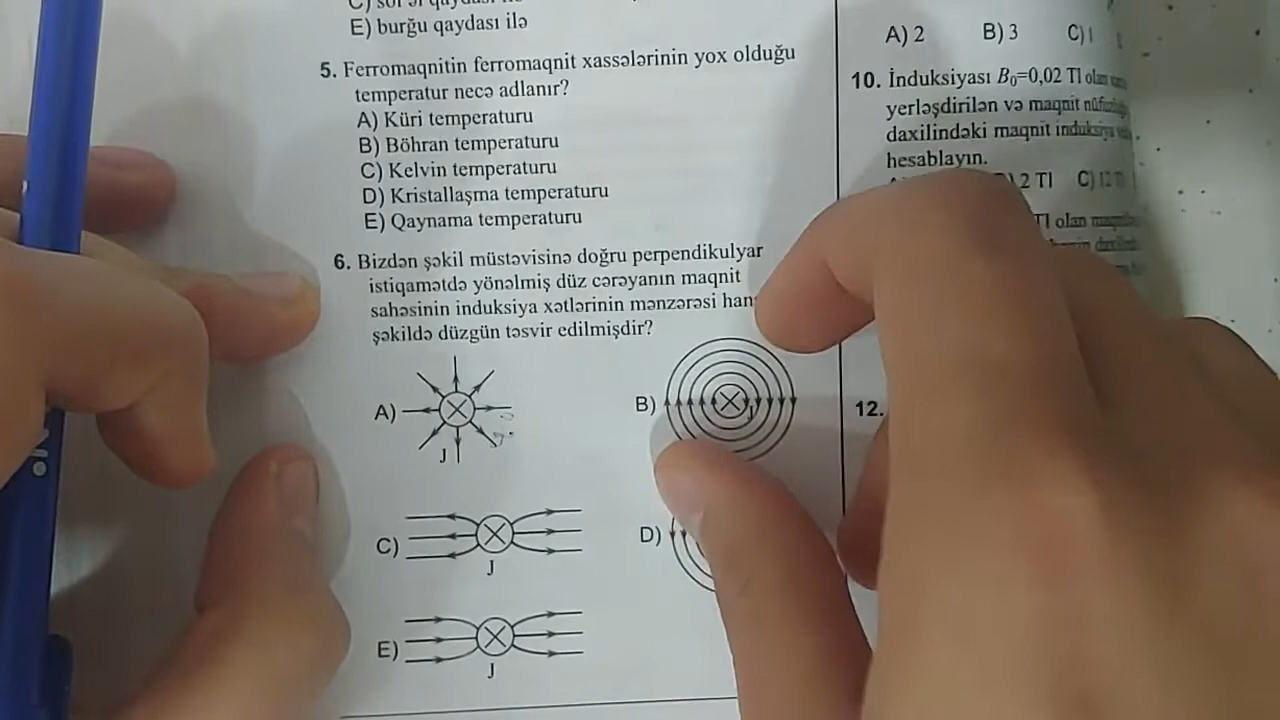 E) burğu qaydası ilə
5. Ferromaqnitin ferromaqnit xassələrinin yox olduğu
temperatur necə adlanır?
A) Küri temperaturu
B) Böhran temperaturu
C) Kelvin temperaturu
D) Kristallaşma temperaturu
E) Qaynama temperaturu
6. Bizdən şəkil müstəvisinə doğru perpendikulyar
istiqamətdə yönəlmiş düz cərəyanın maqnit
sahəsinin induksiya xətlərinin mənzərəsi
şəkildə düzgün təsvir edilmişdir?
A)
J
B)
C)
J
D)
E)
J
A) 2 B) 3 C)
10. İnduksiyası B₀=0,02 Tl olan
yerləşdirilən və maqnit
daxilindəki maqnit
hesablayın.
2 Tl C)
Tl olan
12.